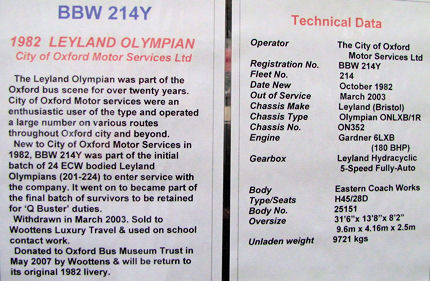 BBW 214Y
1982 LEYLAND OLYMPIAN
City of Oxford Motor Services Ltd
The Leyland Olympian was part of the
Oxford bus scene for over twenty years.
City of Oxford Motor services were an
enthusiastic user of the type and operated
a large number on various routes
throughout Oxford city and beyond.
New to City of Oxford Motor Services in
1982, BBW 214Y was part of the initial
batch of 24 ECW bodied Leyland
Olympians (201-224) to enter service with
the company. It went on to became part of
the final batch of survivors to be retained
for 'Q Buster' duties.
Withdrawn in March 2003. Sold to
Woottens Luxury Travel & used on school
contact work.
Donated to Oxford Bus Museum Trust in
May 2007 by Woottens & will be return to
its original 1982 livery.
Technical Data
Operator The City of Oxford
Motor Services Ltd
Registration No. BBW 214Y
Fleet No. 214
Date New October 1982
Out of Service March 2003
Chassis Make Leyland (Bristol)
Chassis Type Olympian ONLXB/1R
Chassis No. ON352
Engine Gardner 6LXB
(180 BHP)
Gearbox Leyland Hydracyclic
5-Speed Fully-Auto
Body Eastern Coach Works
Type/Seats H45/28D
Body No. 25151
Oversize 31'6"x 13'8"x 8'2"
9.6m x 4.16m x 2.5m
Unladen weight 9721 kgs